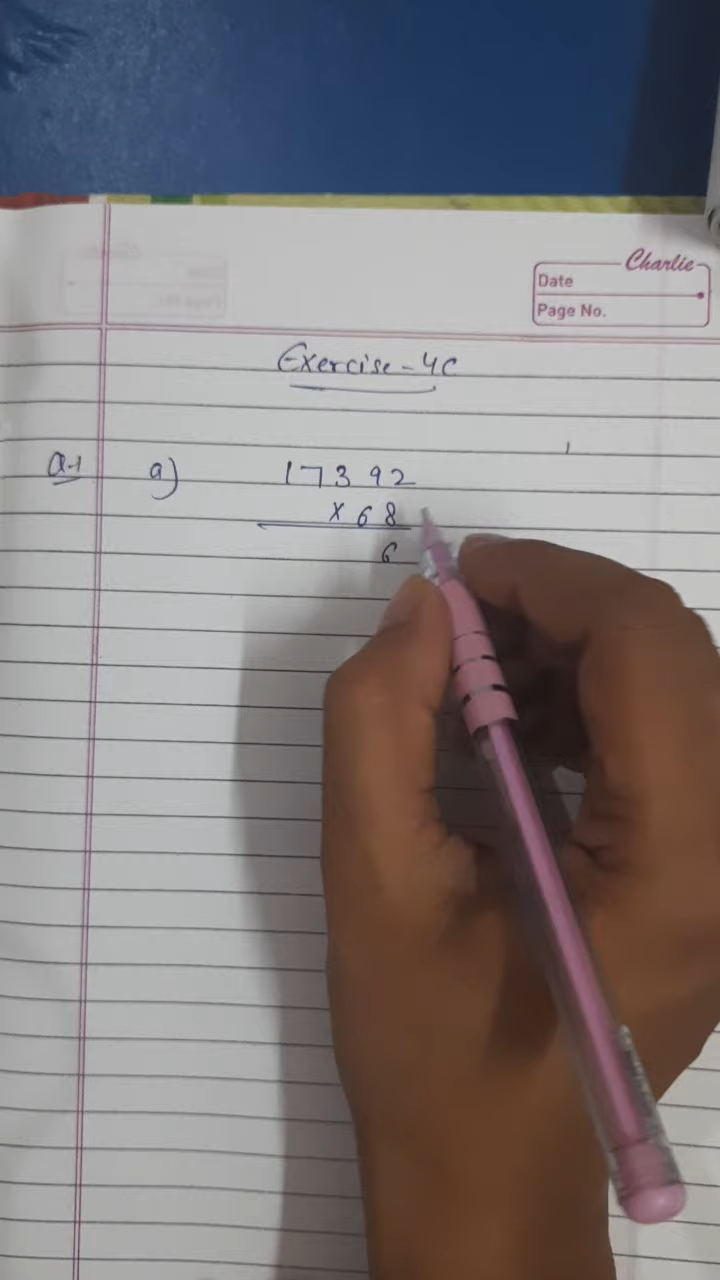 Charlie
Date
Page No.
Exercise-4C
Q.1 a) 17392
x 68
6